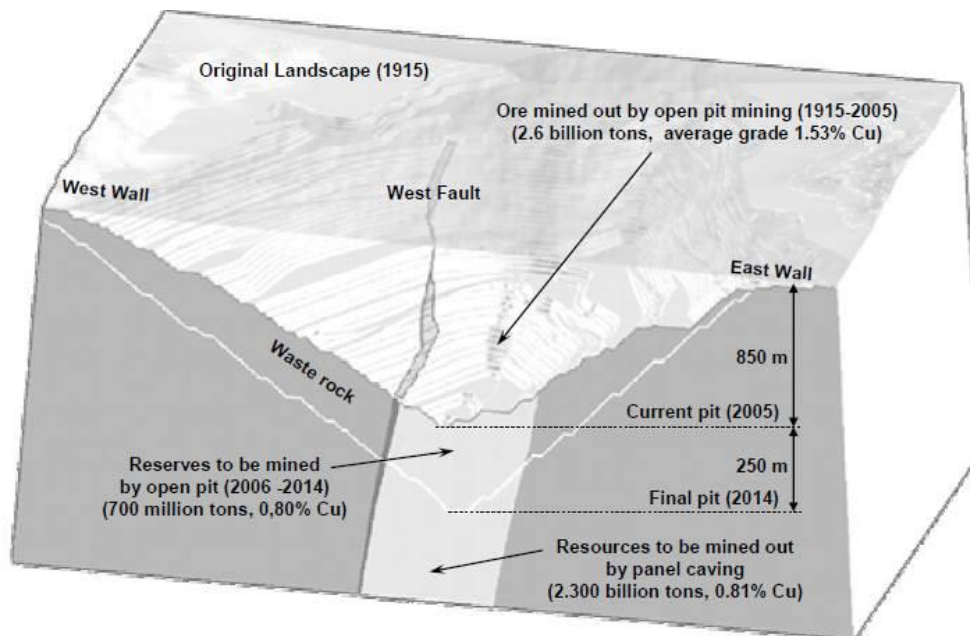 Original Landscape (1915)
Ore mined out by open pit mining (1915-2005)
(2.6 billion tons, average grade 1.53% Cu)
West Wall
West Fault
East Wall
850 m
Waste rock
Current pit (2005)
Reserves to be mined
by open pit (2006 -2014)
(700 million tons, 0,80% Cu)
250 m
Final pit (2014)
Resources to be mined out
by panel caving
(2.300 billion tons, 0.81% Cu)